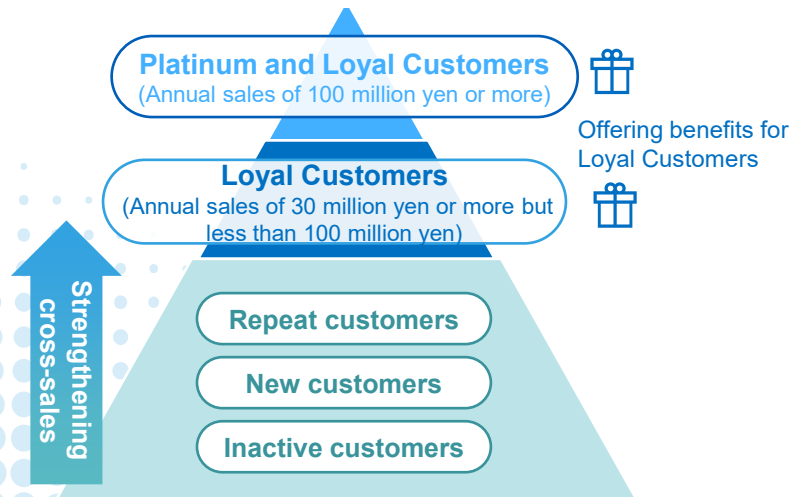 Platinum and Loyal Customers
(Annual sales of 100 million yen or more)
Offering benefits for
Loyal Customers
Loyal Customers
(Annual sales of 30 million yen or more but
less than 100 million yen)
Strengthening
cross-sales
Repeat customers
New customers
Inactive customers